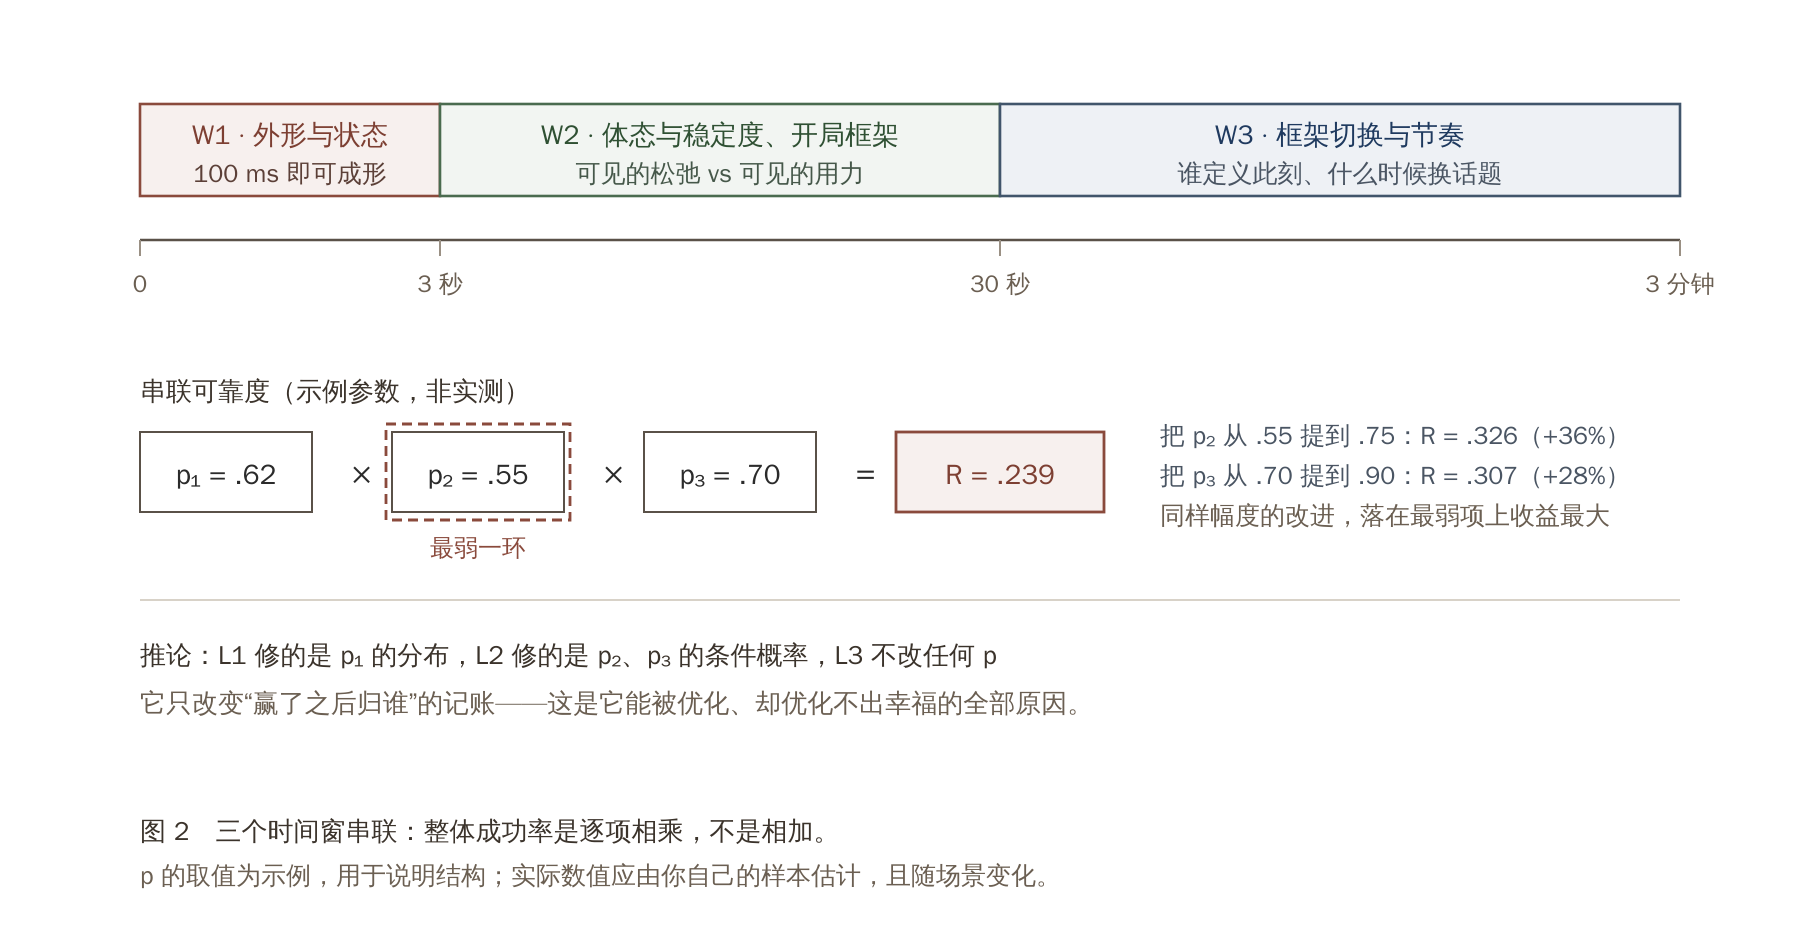 W1 · 外形与状态
100 ms 即可成形
W2 · 体态与稳定度、开局框架
可见的松弛 vs 可见的用力
W3 · 框架切换与节奏
谁定义此刻、什么时候换话题
0
3 秒
30 秒
3 分钟
串联可靠度（示例参数，非实测）
p₁ = .62 × p₂ = .55 × p₃ = .70 = R = .239
最弱一环
把 p₂ 从 .55 提到 .75：R = .326（+36%）
把 p₃ 从 .70 提到 .90：R = .307（+28%）
同样幅度的改进，落在最弱项上收益最大
推论：L1 修的是 p₁ 的分布，L2 修的是 p₂、p₃ 的条件概率，L3 不改任何 p
它只改变“赢了之后归谁”的记账——这是它能被优化、却优化不出幸福的全部原因。
图 2 三个时间窗串联：整体成功率是逐项相乘，不是相加。
p 的取值为示例，用于说明结构；实际数值应由你自己的样本估计，且随场景变化。